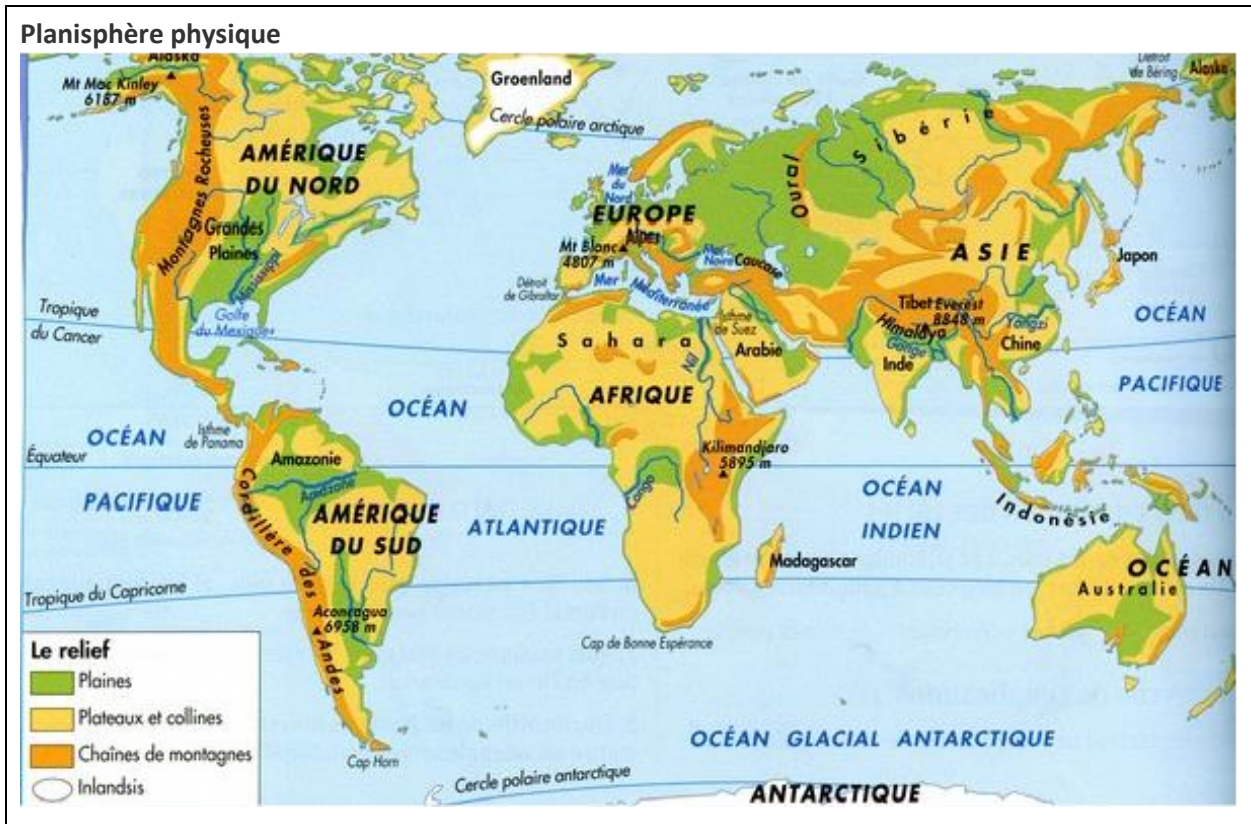 Planisphère physique
Alaska
Mt Mac Kinley
6187 m
Groenland
Cercle polaire arctique
Détroit
de Béring
Alaska
AMÉRIQUE
DU NORD
Montagnes Rocheuses
Grandes
Plaines
Mississippi
Golfe
du Mexique
Tropique
du Cancer
Mer
du Nord
EUROPE
Alpes
Mt Blanc
4807 m
Mer
Noire
Caucase
Oural
Sibérie
ASIE
Japon
Détroit
de Gibraltar
Mer Méditerranée
Isthme
de Suez
Tibet
Everest
8848 m
Himalaya
Gange
Yangzi
Chine
Inde
Arabie
Sahara
Nil
AFRIQUE
OCÉAN
PACIFIQUE
OCÉAN
ATLANTIQUE
OCÉAN
PACIFIQUE
Isthme
de Panama
Équateur
Amazonie
Amazone
AMÉRIQUE
DU SUD
Cordillère des Andes
Congo
Kilimandjaro
5895 m
OCÉAN
INDIEN
Indonésie
Madagascar
OCÉAN
Australie
Tropique du Capricorne
Aconcagua
6958 m
Cap de Bonne Espérance
Cap Horn
OCÉAN GLACIAL ANTARCTIQUE
Cercle polaire antarctique
ANTARCTIQUE
Le relief
Plaines
Plateaux et collines
Chaînes de montagnes
Inlandsis